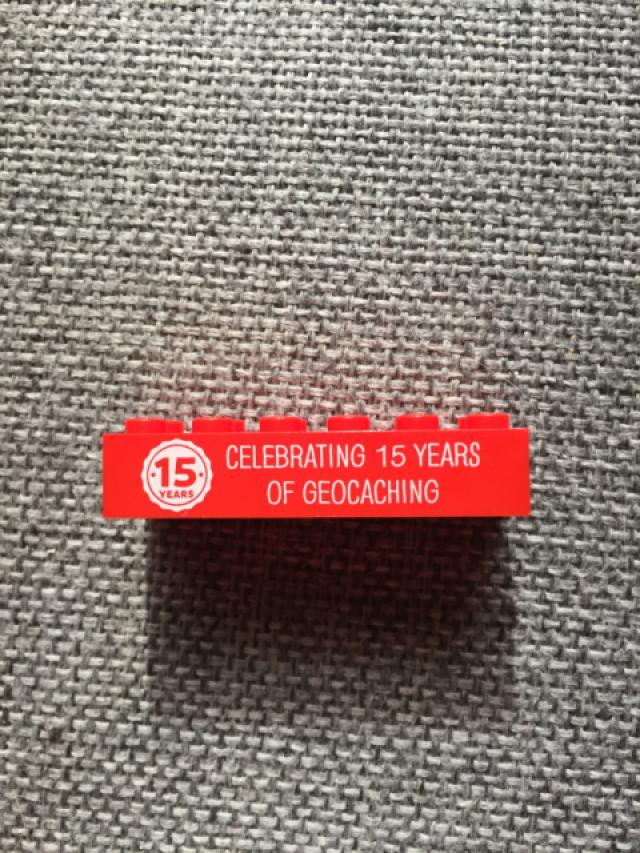 15
YEARS
CELEBRATING 15 YEARS
OF GEOCACHING